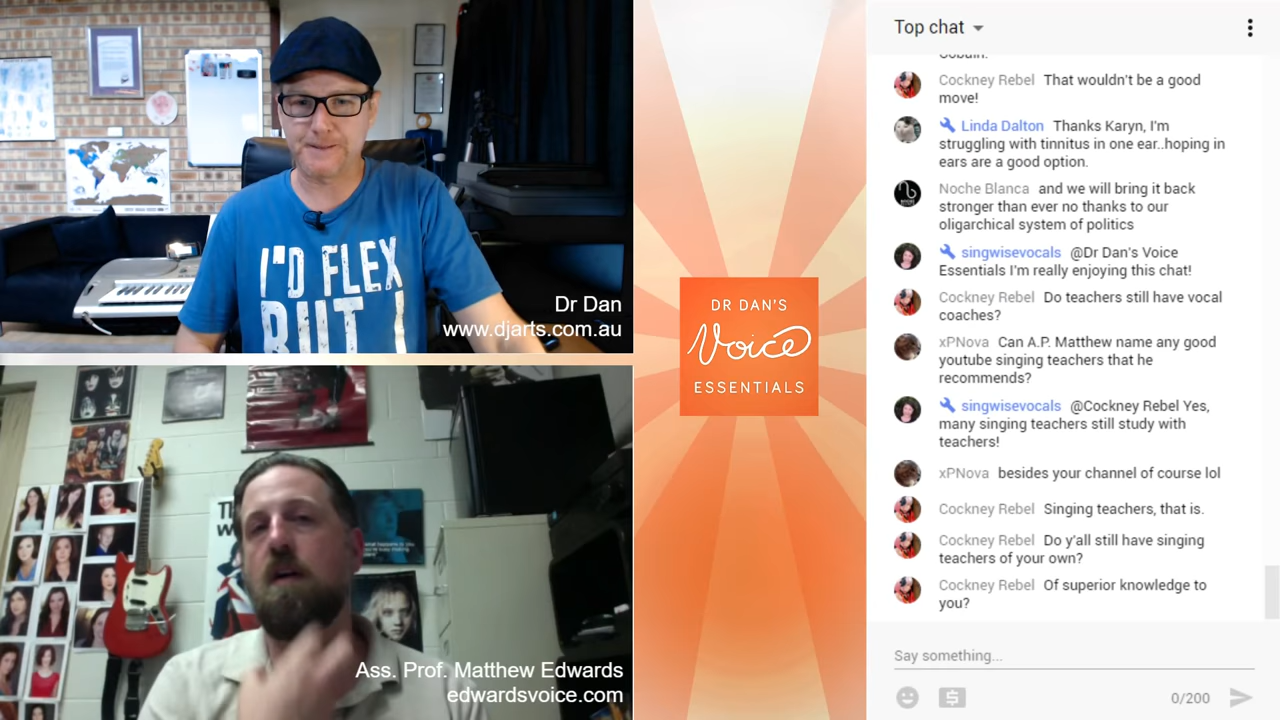 I'D FLEX
BUT I
Dr Dan
www.djarts.com.au
Ass. Prof. Matthew Edwards
edwardsvoice.com
DR DAN'S
Voice
ESSENTIALS
Top chat
Cobain.
Cockney Rebel That wouldn't be a good
move!
Linda Dalton Thanks Karyn, I'm
struggling with tinnitus in one ear..hoping in
ears are a good option.
Noche Blanca and we will bring it back
stronger than ever no thanks to our
oligarchical system of politics
singwisevocals @Dr Dan's Voice
Essentials I'm really enjoying this chat!
Cockney Rebel Do teachers still have vocal
coaches?
xPNova Can A.P. Matthew name any good
youtube singing teachers that he
recommends?
singwisevocals @Cockney Rebel Yes,
many singing teachers still study with
teachers!
xPNova besides your channel of course lol
Cockney Rebel Singing teachers, that is.
Cockney Rebel Do y'all still have singing
teachers of your own?
Cockney Rebel Of superior knowledge to
you?
Say something...
0/200